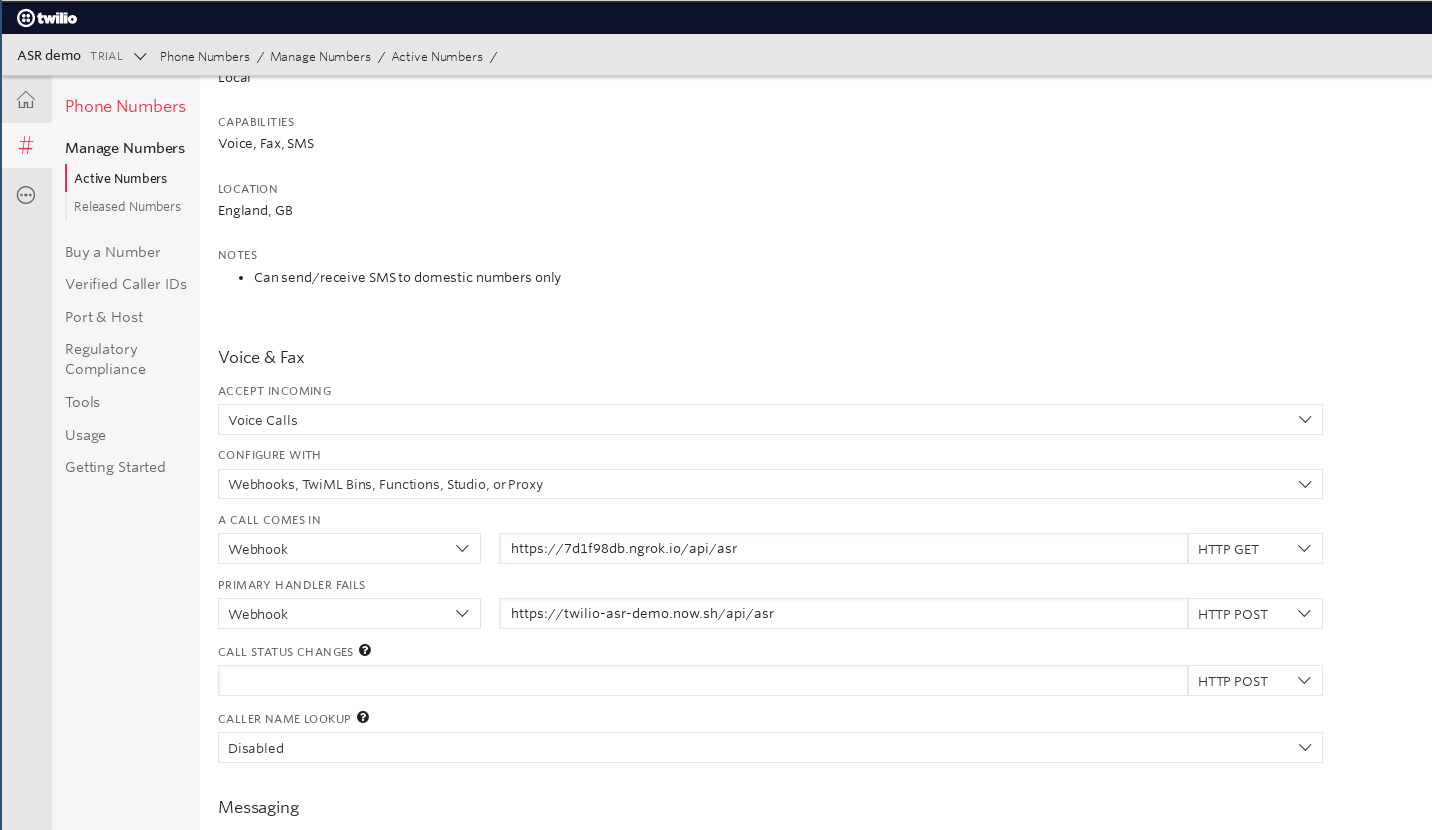 twilio
ASR demo TRIAL Phone Numbers / Manage Numbers / Active Numbers /
Local
Phone Numbers
Manage Numbers
Active Numbers
Released Numbers
Buy a Number
Verified Caller IDs
Port & Host
Regulatory
Compliance
Tools
Usage
Getting Started
CAPABILITIES
Voice, Fax, SMS
LOCATION
England, GB
NOTES
• Can send/receive SMS to domestic numbers only
Voice & Fax
ACCEPT INCOMING
Voice Calls
CONFIGURE WITH
Webhooks, TwiML Bins, Functions, Studio, or Proxy
A CALL COMES IN
Webhook https://7d1f98db.ngrok.io/api/asr HTTP GET
PRIMARY HANDLER FAILS
Webhook https://twilio-asr-demo.now.sh/api/asr HTTP POST
CALL STATUS CHANGES ?
HTTP POST
CALLER NAME LOOKUP ?
Disabled
Messaging